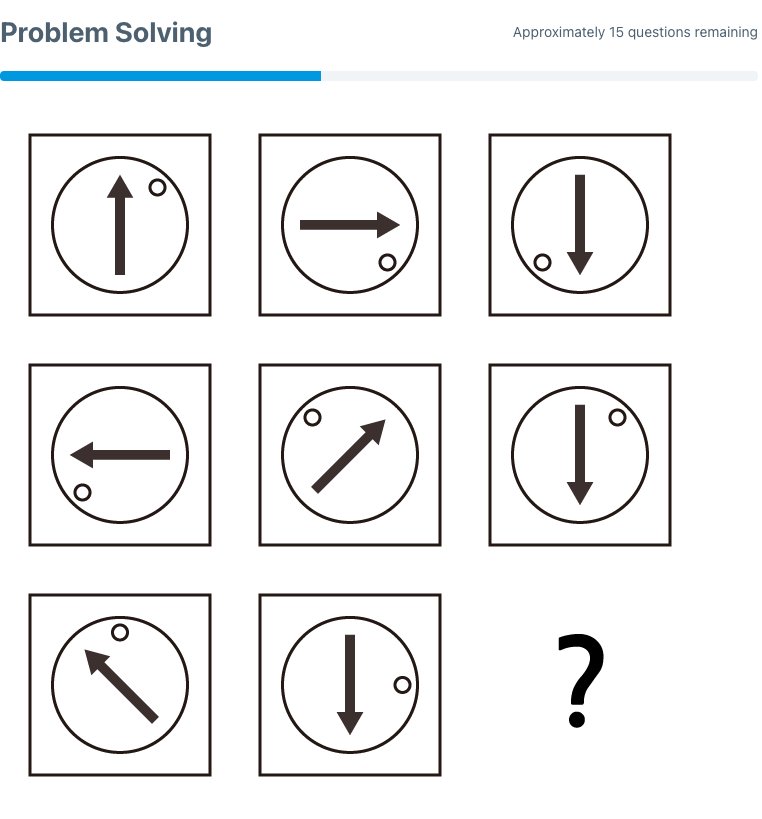 Problem Solving
Approximately 15 questions remaining
?